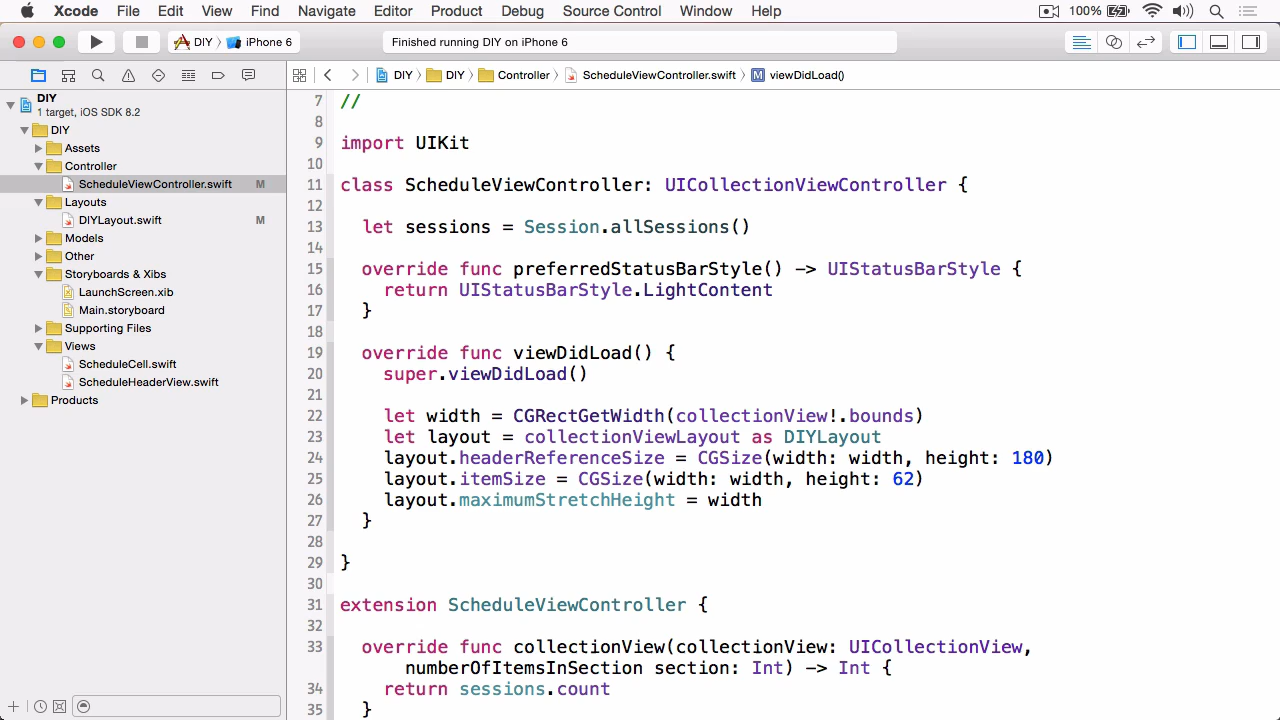 Xcode File Edit View Find Navigate Editor Product Debug Source Control Window Help 100%
DIY iPhone 6 Finished running DIY on iPhone 6
DIY DIY Controller ScheduleViewController.swift M viewDidLoad()
DIY
1 target, iOS SDK 8.2
DIY
Assets
Controller
ScheduleViewController.swift M
Layouts
DIYLayout.swift M
Models
Other
Storyboards & Xibs
LaunchScreen.xib
Main.storyboard
Supporting Files
Views
ScheduleCell.swift
ScheduleHeaderView.swift
Products
7 //
8
9 import UIKit
10
11 class ScheduleViewController: UICollectionViewController {
12
13 let sessions = Session.allSessions()
14
15 override func preferredStatusBarStyle() -> UIStatusBarStyle {
16 return UIStatusBarStyle.LightContent
17 }
18
19 override func viewDidLoad() {
20 super.viewDidLoad()
21
22 let width = CGRectGetWidth(collectionView!.bounds)
23 let layout = collectionViewLayout as DIYLayout
24 layout.headerReferenceSize = CGSize(width: width, height: 180)
25 layout.itemSize = CGSize(width: width, height: 62)
26 layout.maximumStretchHeight = width
27 }
28
29 }
30
31 extension ScheduleViewController {
32
33 override func collectionView(collectionView: UICollectionView,
numberOfItemsInSection section: Int) -> Int {
34 return sessions.count
35 }